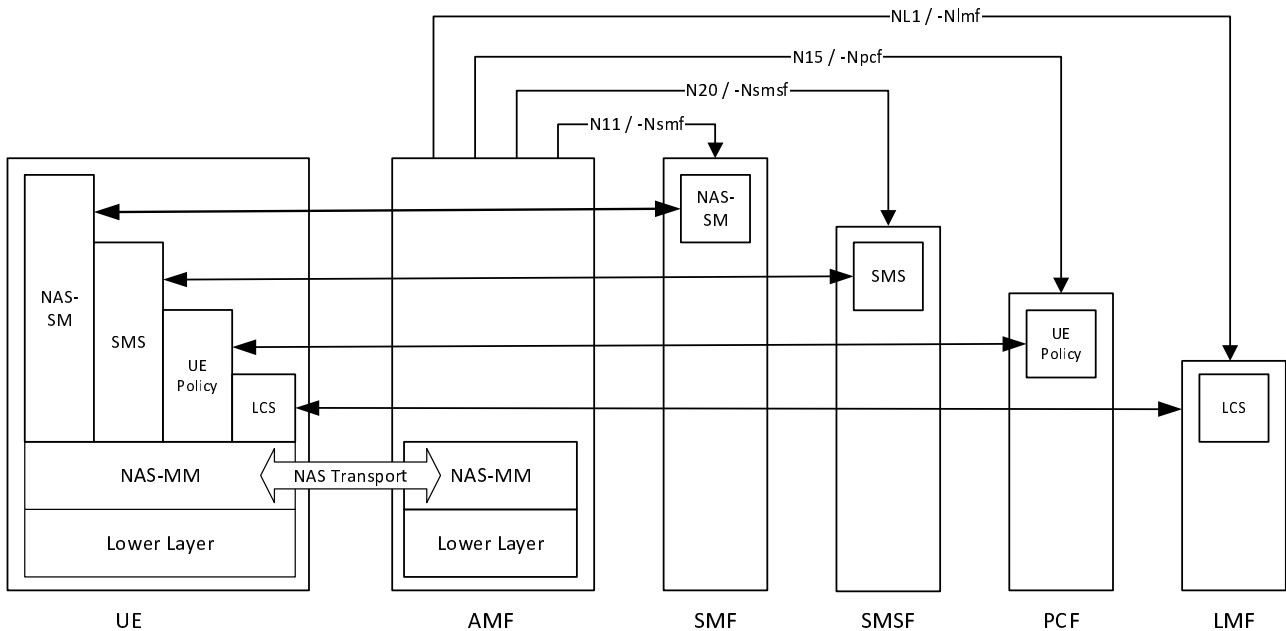 NL1 / -Nlmf
N15 / -Npcf
N20 / -Nsmsf
N11 / -Nsmf
NAS-
SM
SMS
UE
Policy
LCS
NAS-MM
Lower Layer
NAS Transport
NAS-MM
Lower Layer
NAS-
SM
SMS
UE
Policy
LCS
UE
AMF
SMF
SMSF
PCF
LMF